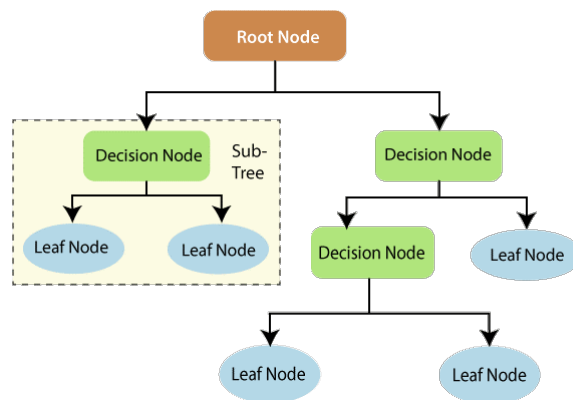 Root Node
Decision Node
Sub-
Tree
Decision Node
Leaf Node
Leaf Node
Decision Node
Leaf Node
Leaf Node
Leaf Node